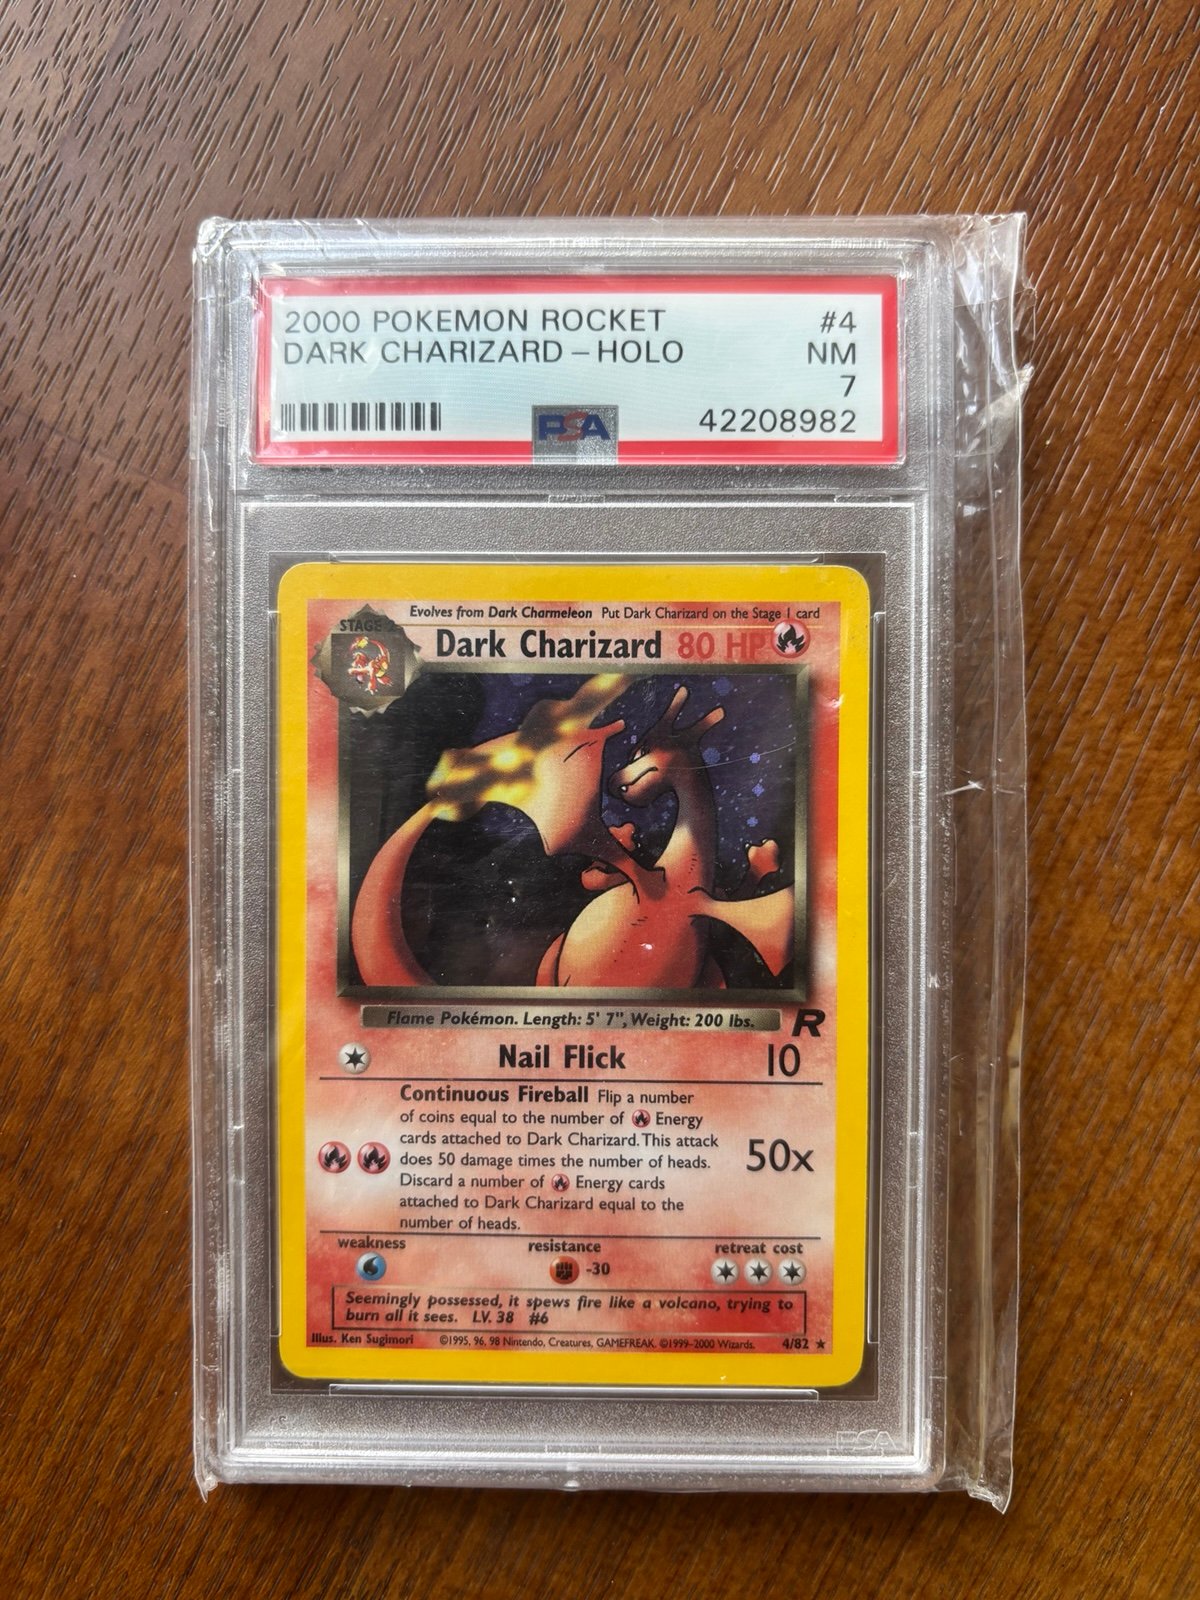 2000 POKEMON ROCKET #4
DARK CHARIZARD - HOLO NM
7
PSA 42208982
Evolves from Dark Charmeleon Put Dark Charizard on the Stage 1 card
STAGE 2
Dark Charizard 80 HP
Flame Pokémon. Length: 5' 7", Weight: 200 lbs.
R
Nail Flick 10
Continuous Fireball Flip a number
of coins equal to the number of Energy
cards attached to Dark Charizard. This attack
does 50 damage times the number of heads.
Discard a number of Energy cards
attached to Dark Charizard equal to the
number of heads.
50x
weakness resistance retreat cost
-30
Seemingly possessed, it spews fire like a volcano, trying to
burn all it sees. LV. 38 #6
Illus. Ken Sugimori ©1995, 96, 98 Nintendo, Creatures, GAMEFREAK. ©1999-2000 Wizards. 4/82 ★
PSA